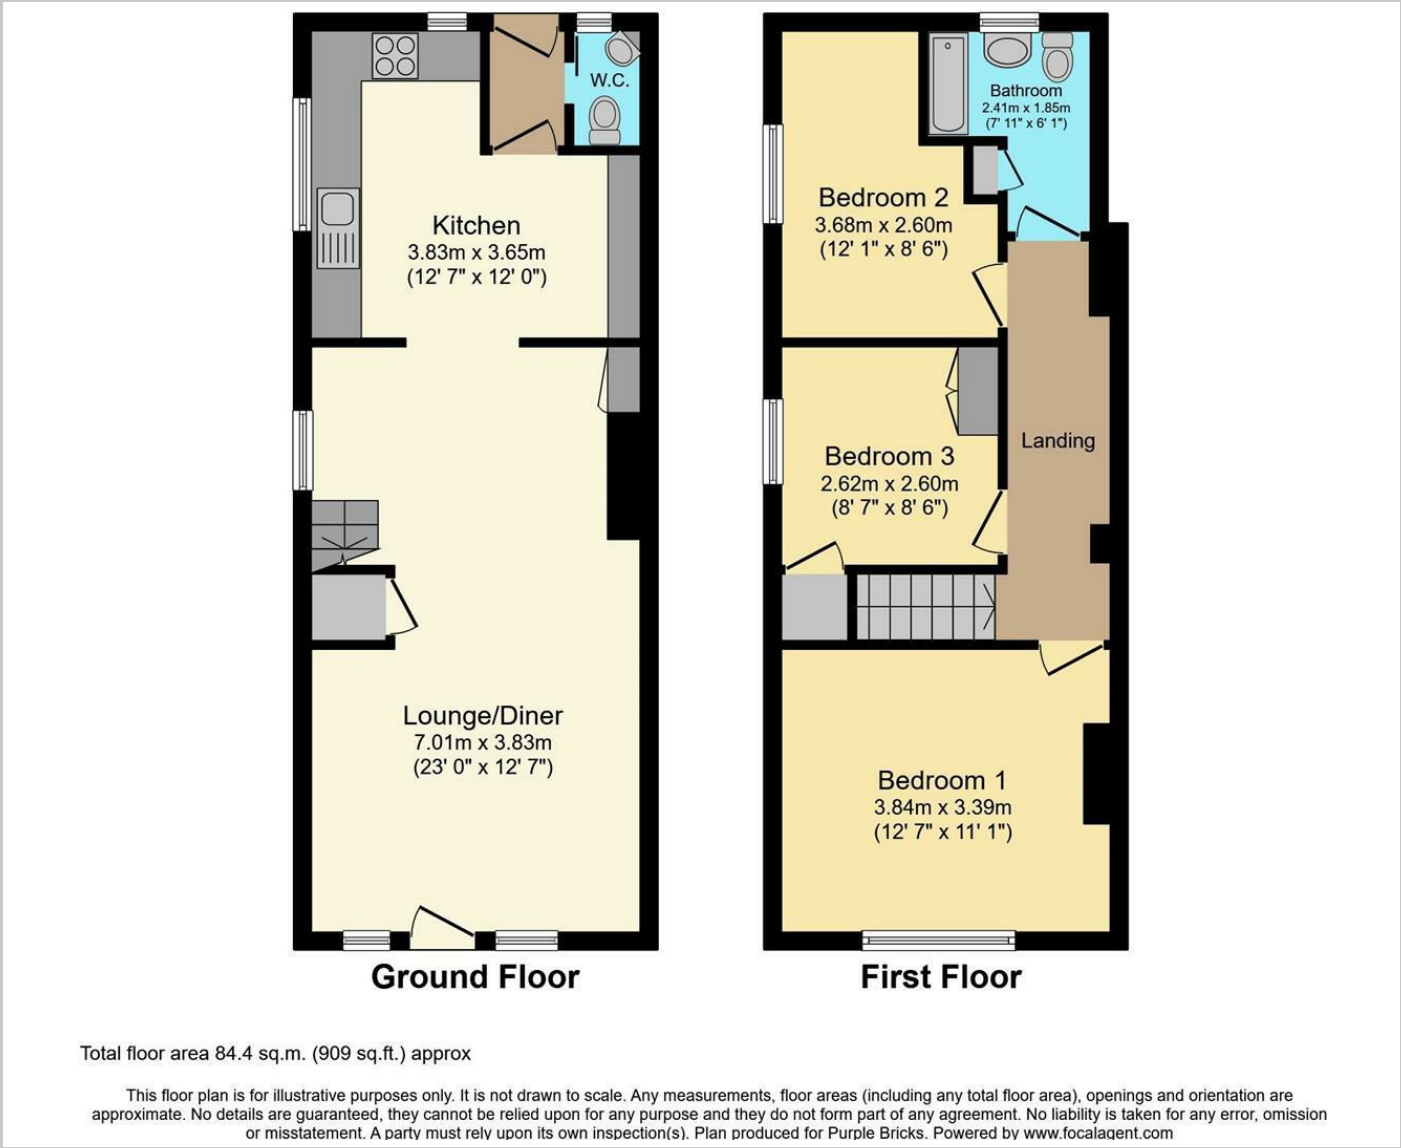 W.C.
Kitchen
3.83m x 3.65m
(12' 7" x 12' 0")
Lounge/Diner
7.01m x 3.83m
(23' 0" x 12' 7")
Ground Floor
Bathroom
2.41m x 1.85m
(7' 11" x 6' 1")
Bedroom 2
3.68m x 2.60m
(12' 1" x 8' 6")
Landing
Bedroom 3
2.62m x 2.60m
(8' 7" x 8' 6")
Bedroom 1
3.84m x 3.39m
(12' 7" x 11' 1")
First Floor
Total floor area 84.4 sq.m. (909 sq.ft.) approx
This floor plan is for illustrative purposes only. It is not drawn to scale. Any measurements, floor areas (including any total floor area), openings and orientation are
approximate. No details are guaranteed, they cannot be relied upon for any purpose and they do not form part of any agreement. No liability is taken for any error, omission
or misstatement. A party must rely upon its own inspection(s). Plan produced for Purple Bricks. Powered by www.focalagent.com